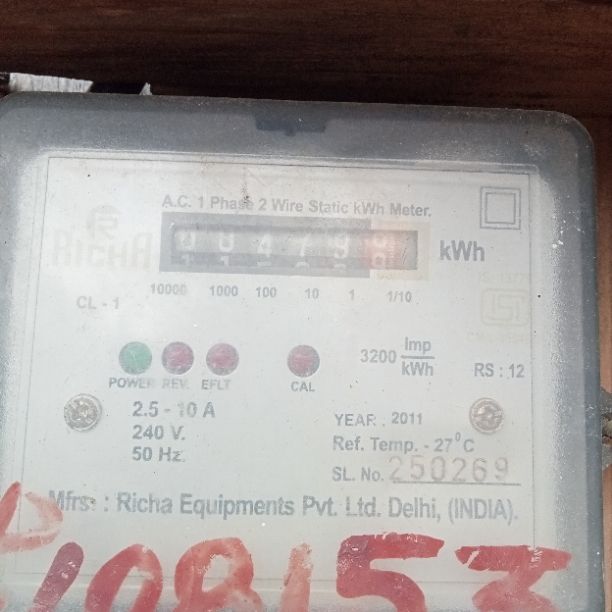 A.C. 1 Phase 2 Wire Static kWh Meter.
RICHA
kWh
CL - 1
10000 1000 100 10 1 1/10
3200 Imp/kWh
RS : 12
POWER REV. EFLT CAL
2.5 - 10 A
240 V.
50 Hz.
YEAR . 2011
Ref. Temp. - 27°C
SL. No. 250269
Mfrs. : Richa Equipments Pvt. Ltd. Delhi, (INDIA).